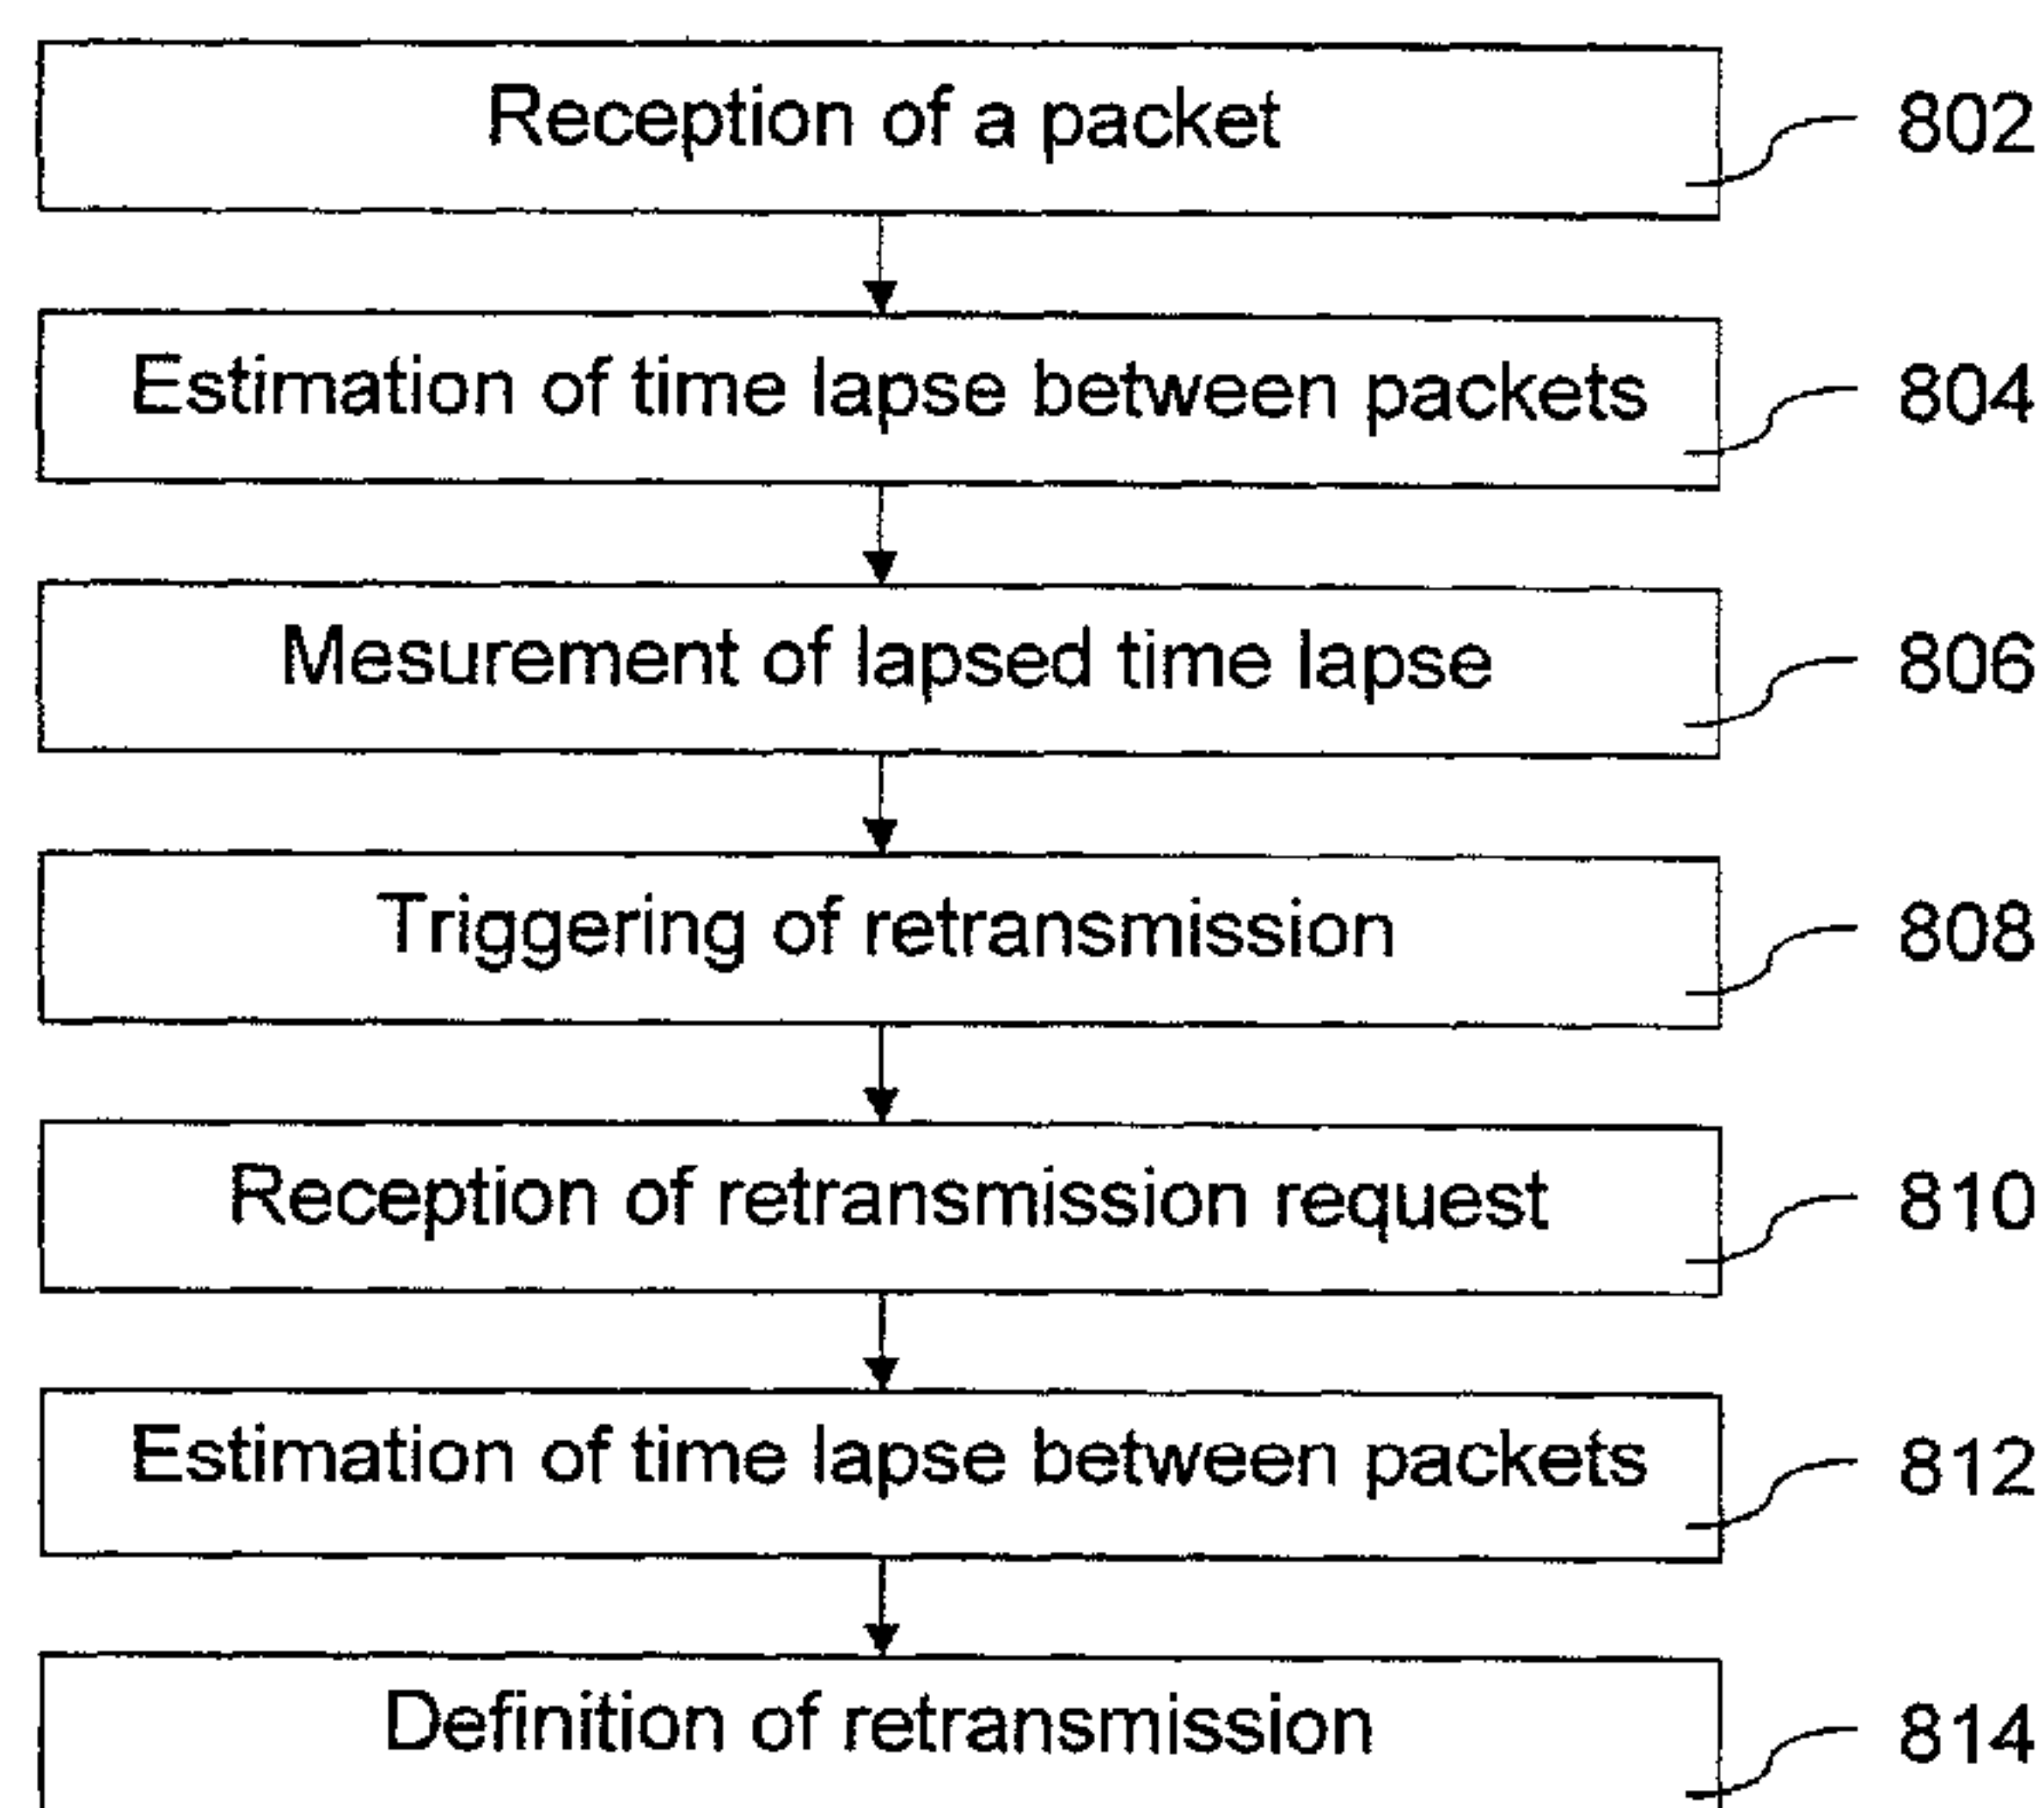 Reception of a packet 802
Estimation of time lapse between packets 804
Mesurement of lapsed time lapse 806
Triggering of retransmission 808
Reception of retransmission request 810
Estimation of time lapse between packets 812
Definition of retransmission 814